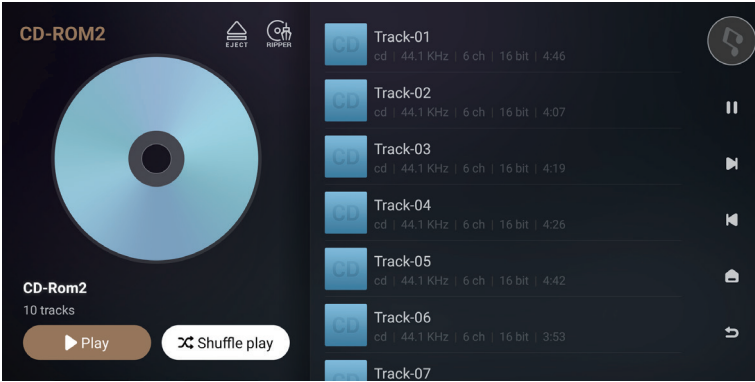 CD-ROM2
EJECT
RIPPER
CD-Rom2
10 tracks
Play
Shuffle play
CD
Track-01
cd | 44.1 KHz | 6 ch | 16 bit | 4:46
CD
Track-02
cd | 44.1 KHz | 6 ch | 16 bit | 4:07
CD
Track-03
cd | 44.1 KHz | 6 ch | 16 bit | 4:19
CD
Track-04
cd | 44.1 KHz | 6 ch | 16 bit | 4:26
CD
Track-05
cd | 44.1 KHz | 6 ch | 16 bit | 4:42
CD
Track-06
cd | 44.1 KHz | 6 ch | 16 bit | 3:53
Track-07